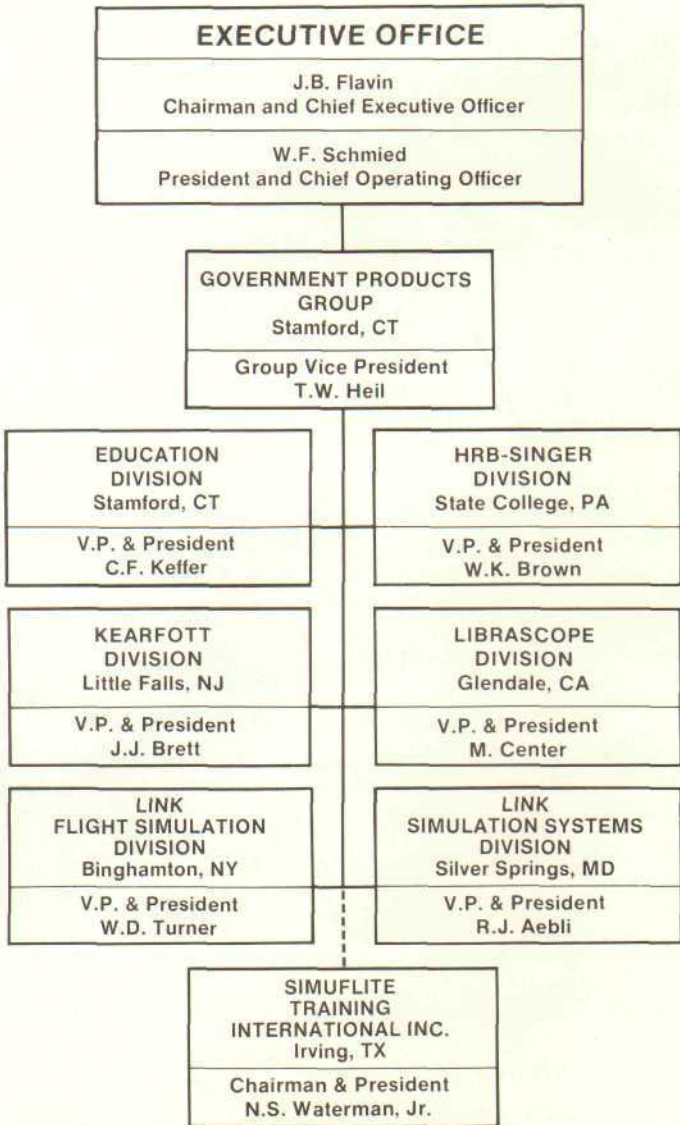 EXECUTIVE OFFICE
J.B. Flavin
Chairman and Chief Executive Officer
W.F. Schmied
President and Chief Operating Officer
GOVERNMENT PRODUCTS
GROUP
Stamford, CT
Group Vice President
T.W. Heil
EDUCATION
DIVISION
Stamford, CT
V.P. & President
C.F. Keffer
HRB-SINGER
DIVISION
State College, PA
V.P. & President
W.K. Brown
KEARFOTT
DIVISION
Little Falls, NJ
V.P. & President
J.J. Brett
LIBRASCOPE
DIVISION
Glendale, CA
V.P. & President
M. Center
LINK
FLIGHT SIMULATION
DIVISION
Binghamton, NY
V.P. & President
W.D. Turner
LINK
SIMULATION SYSTEMS
DIVISION
Silver Springs, MD
V.P. & President
R.J. Aebli
SIMUFLITE
TRAINING
INTERNATIONAL INC.
Irving, TX
Chairman & President
N.S. Waterman, Jr.